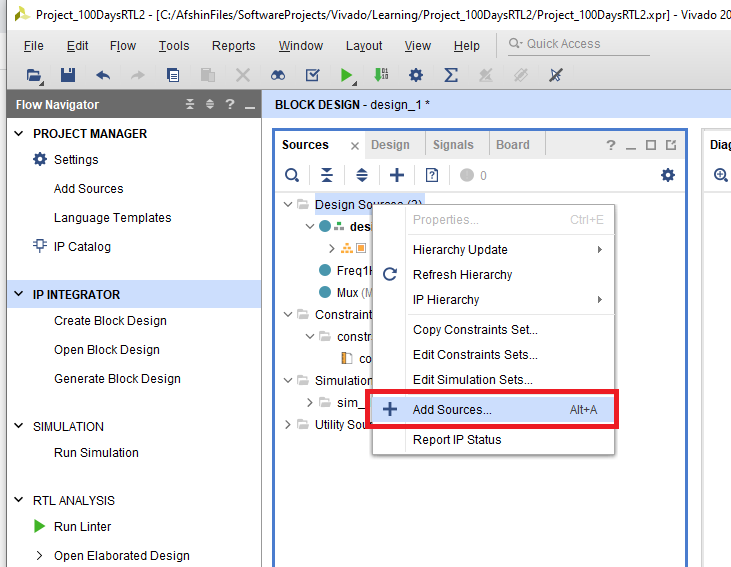 Project_100DaysRTL2 - [C:/AfshinFiles/SoftwareProjects/Vivado/Learning/Project_100DaysRTL2/Project_100DaysRTL2.xpr] - Vivado 20
File Edit Flow Tools Reports Window Layout View Help Quick Access
Flow Navigator
PROJECT MANAGER
Settings
Add Sources
Language Templates
IP Catalog
IP INTEGRATOR
Create Block Design
Open Block Design
Generate Block Design
SIMULATION
Run Simulation
RTL ANALYSIS
Run Linter
Open Elaborated Design
BLOCK DESIGN - design_1 *
Sources Design Signals Board
0
Design Sources (3)
des
Freq1H
Mux (M
Constraint
constr
co
Simulation
sim_
Utility Sou
Properties... Ctrl+E
Hierarchy Update
Refresh Hierarchy
IP Hierarchy
Copy Constraints Set...
Edit Constraints Sets...
Edit Simulation Sets...
Add Sources... Alt+A
Report IP Status
Diag